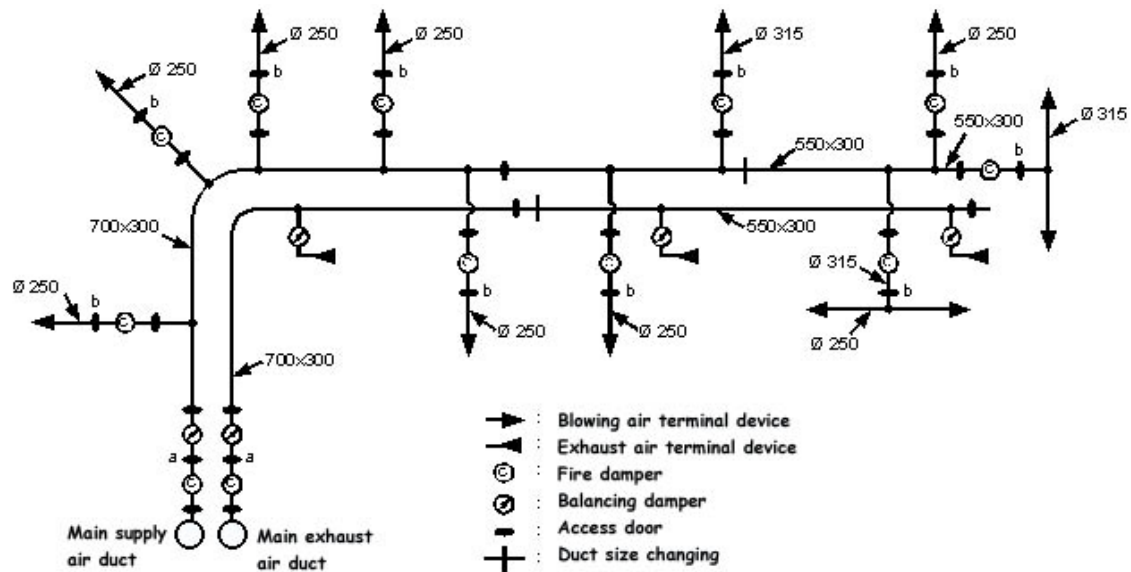 Ø 250
Ø 250
Ø 315
Ø 250
Ø 250
b
b
b
b
b
550x300
550x300
b
Ø 315
700x300
550x300
Ø 250
b
Ø 315
b
b
b
Ø 250
Ø 250
Ø 250
700x300
a
a
Main supply
air duct
Main exhaust
air duct
: Blowing air terminal device
: Exhaust air terminal device
: Fire damper
: Balancing damper
: Access door
: Duct size changing